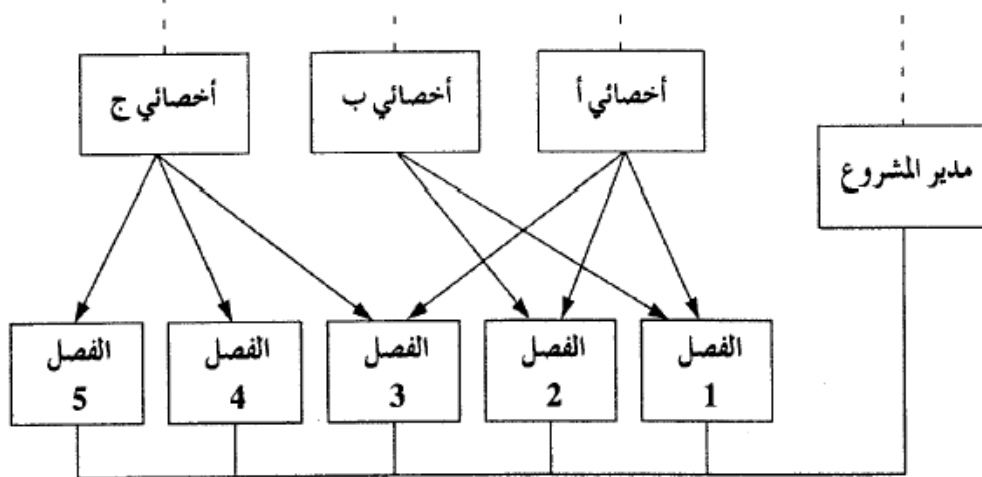 أخصائي أ
أخصائي ب
أخصائي ج
مدير المشروع
الفصل
1
الفصل
2
الفصل
3
الفصل
4
الفصل
5